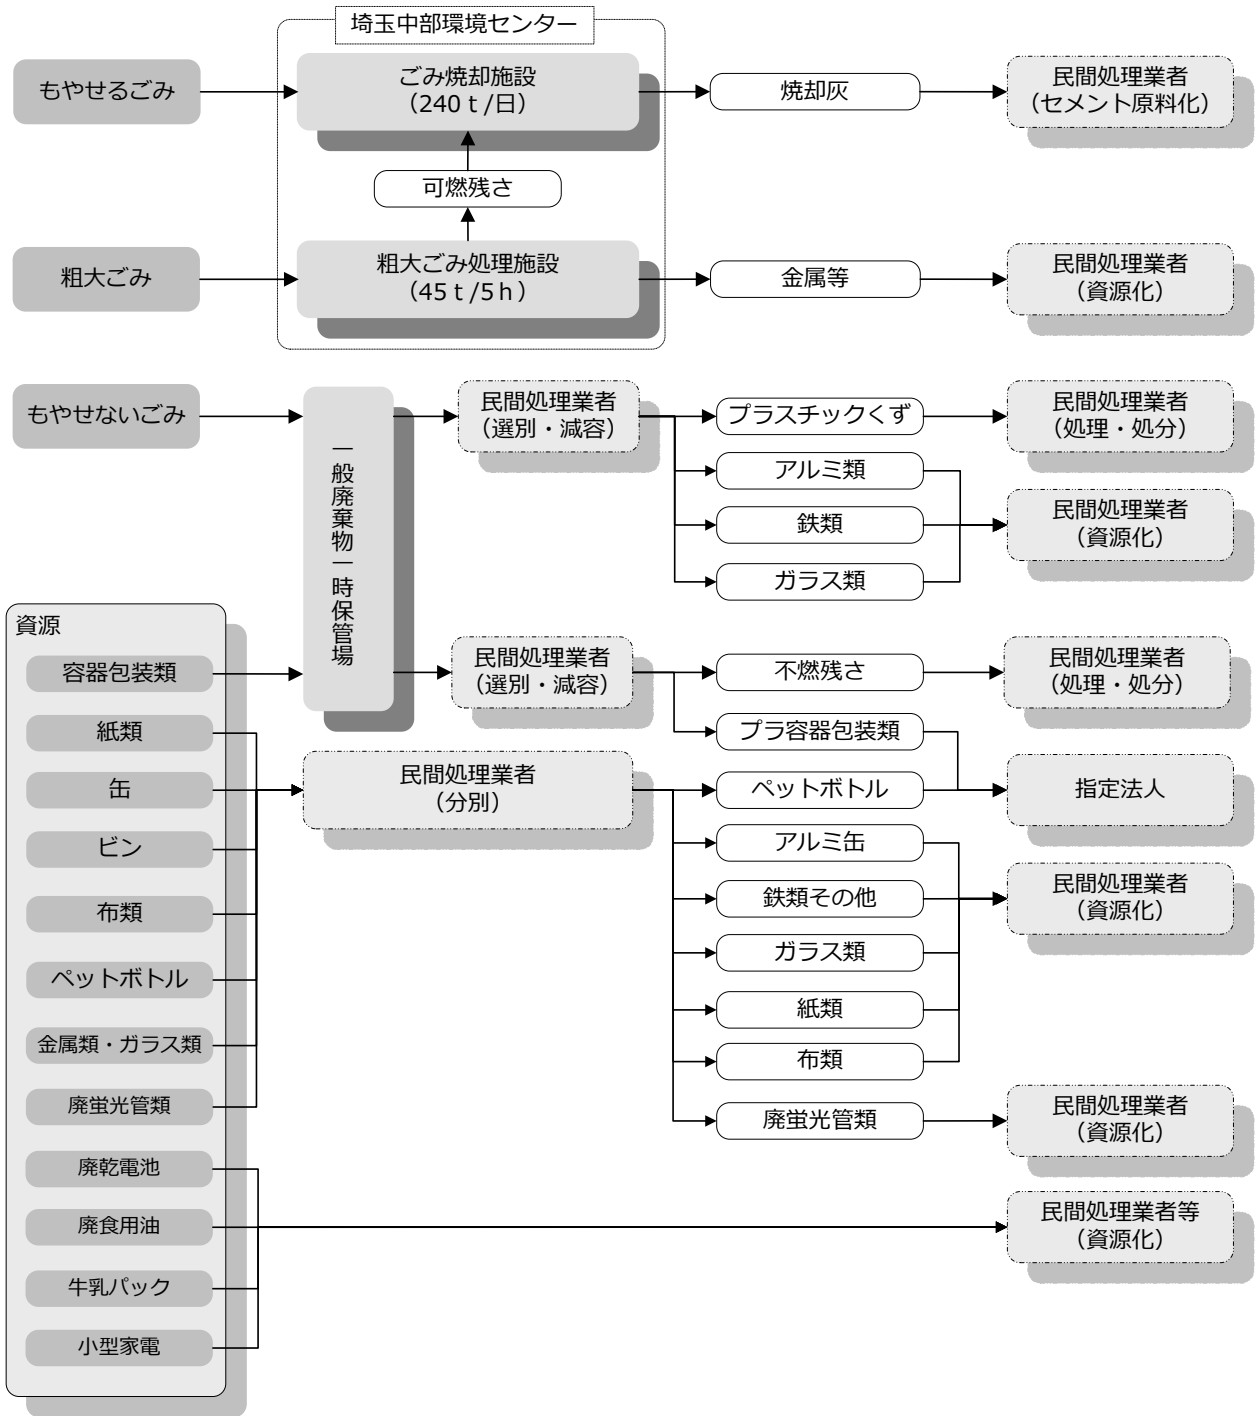 埼玉中部環境センター
もやせるごみ
ごみ焼却施設
（240ｔ/日）
焼却灰
民間処理業者
（セメント原料化）
可燃残さ
粗大ごみ
粗大ごみ処理施設
（45ｔ/5ｈ）
金属等
民間処理業者
（資源化）
もやせないごみ
一般廃棄物一時保管場
民間処理業者
（選別・減容）
プラスチックくず
民間処理業者
（処理・処分）
アルミ類
鉄類
民間処理業者
（資源化）
ガラス類
資源
容器包装類
民間処理業者
（選別・減容）
不燃残さ
民間処理業者
（処理・処分）
紙類
プラ容器包装類
缶
民間処理業者
（分別）
ペットボトル
指定法人
ビン
アルミ缶
布類
鉄類その他
民間処理業者
（資源化）
ペットボトル
ガラス類
金属類・ガラス類
紙類
布類
廃蛍光管類
廃蛍光管類
民間処理業者
（資源化）
廃乾電池
廃食用油
民間処理業者等
（資源化）
牛乳パック
小型家電